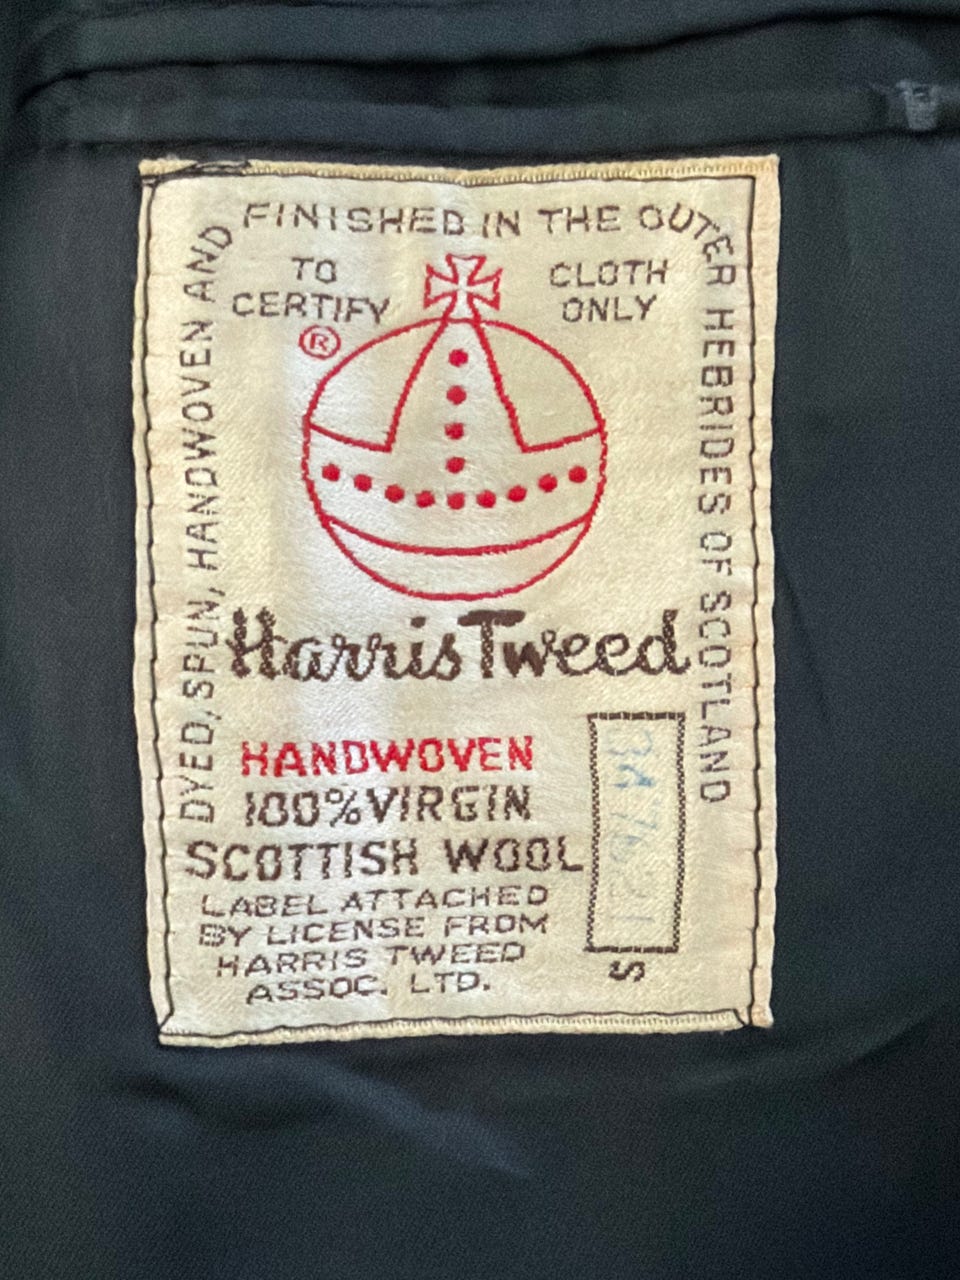 DYED, SPUN, HANDWOVEN AND FINISHED IN THE OUTER HEBRIDES OF SCOTLAND
TO CERTIFY
CLOTH ONLY
®
Harris Tweed
HANDWOVEN
100% VIRGIN
SCOTTISH WOOL
LABEL ATTACHED
BY LICENSE FROM
HARRIS TWEED
ASSOC. LTD.
S